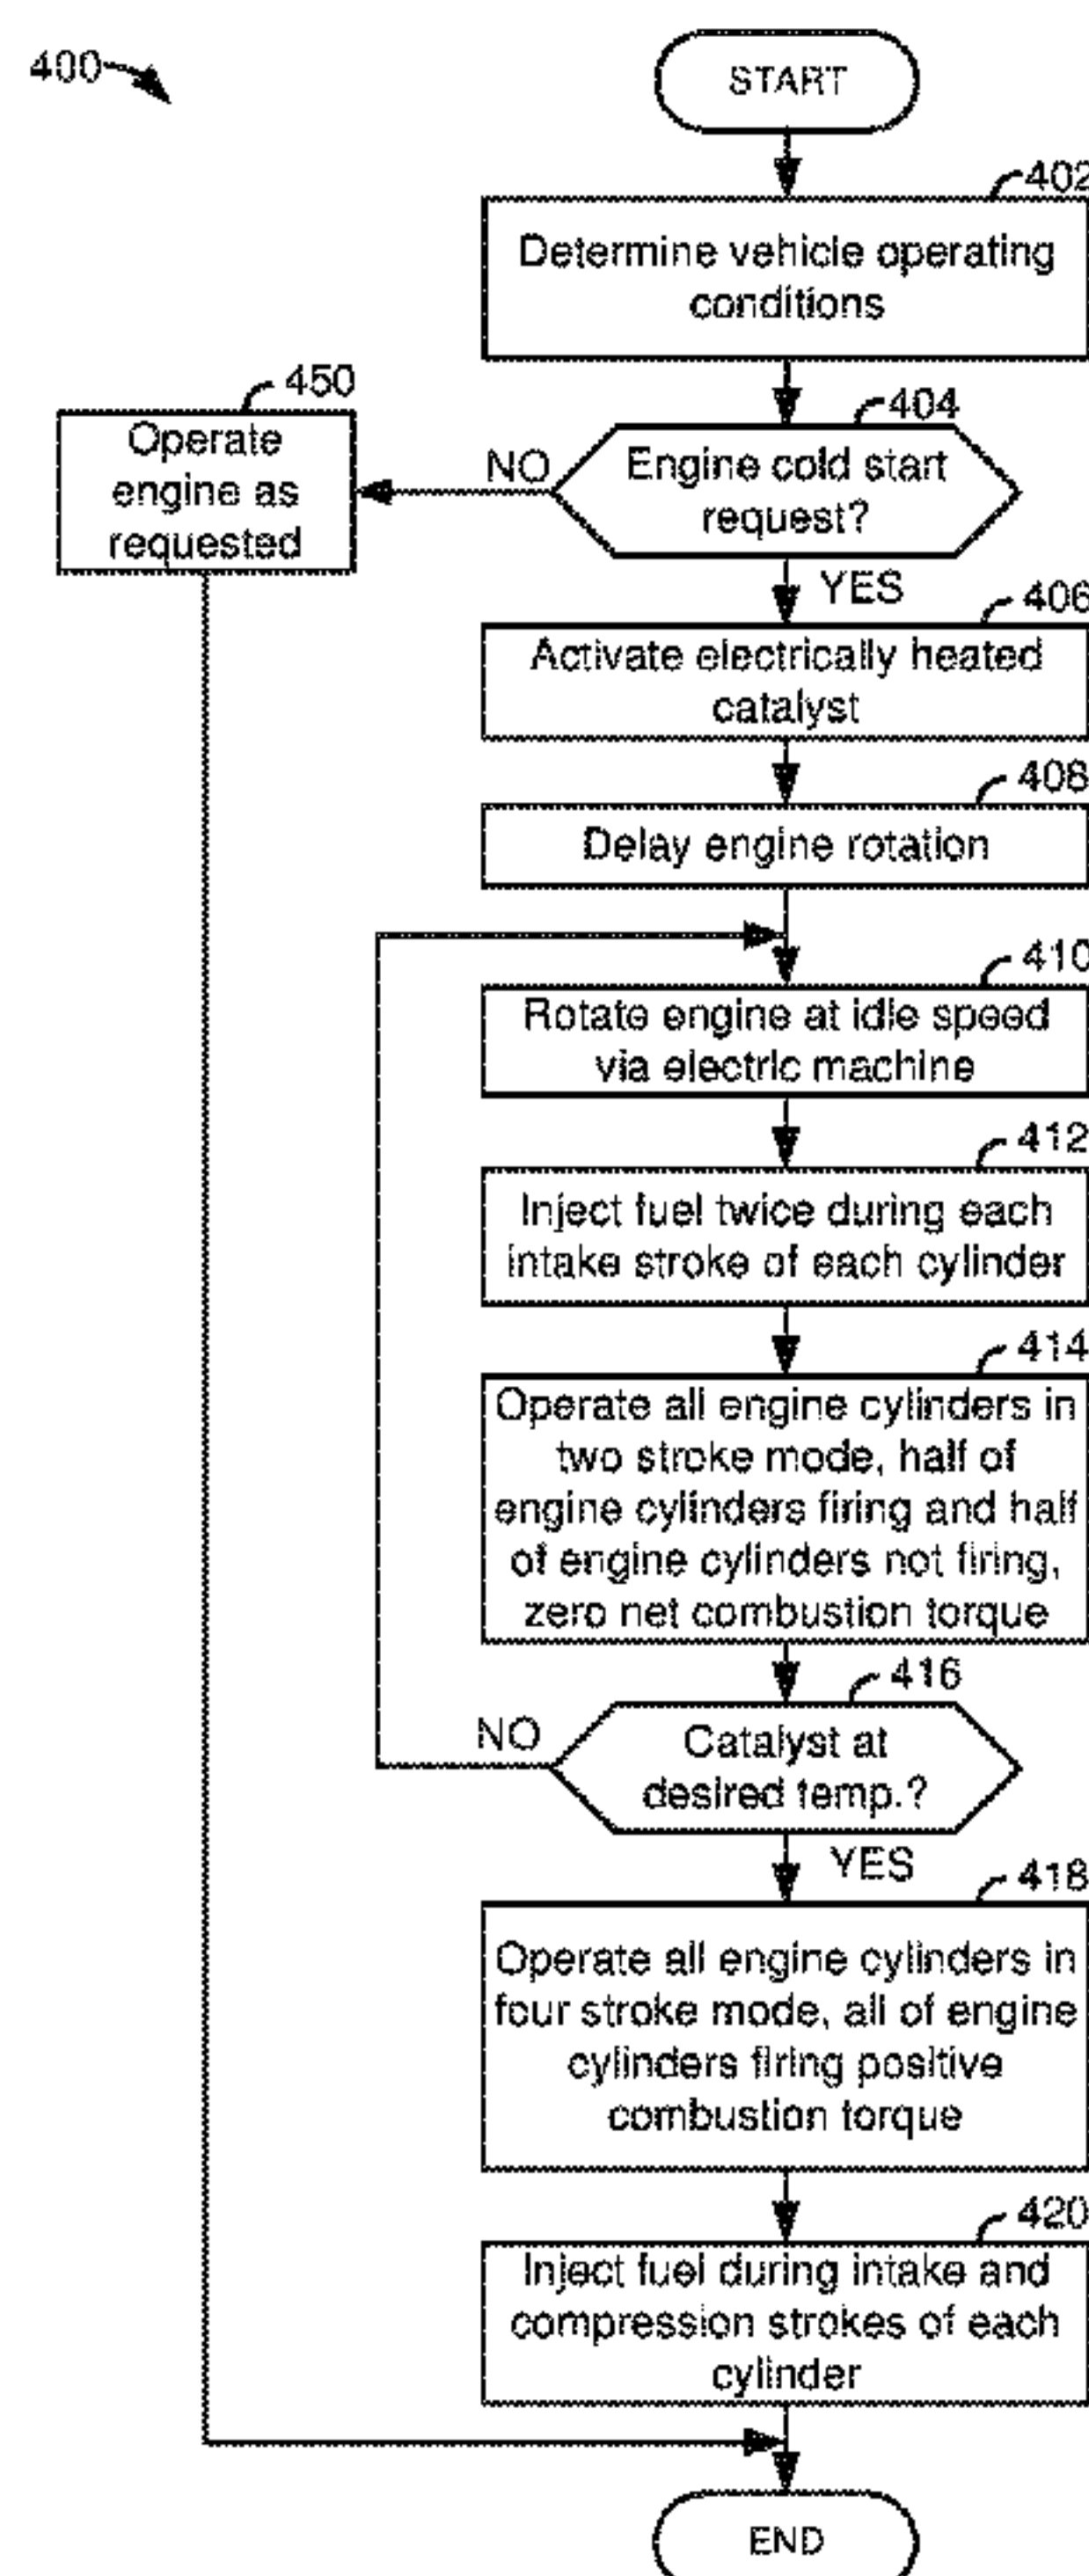 400
START
402
Determine vehicle operating
conditions
450
Operate
engine as
requested
404
NO
Engine cold start
request?
YES
406
Activate electrically heated
catalyst
408
Delay engine rotation
410
Rotate engine at idle speed
via electric machine
412
Inject fuel twice during each
intake stroke of each cylinder
414
Operate all engine cylinders in
two stroke mode, half of
engine cylinders firing and half
of engine cylinders not firing,
zero net combustion torque
416
NO
Catalyst at
desired temp.?
YES
418
Operate all engine cylinders in
four stroke mode, all of engine
cylinders firing positive
combustion torque
420
Inject fuel during intake and
compression strokes of each
cylinder
END